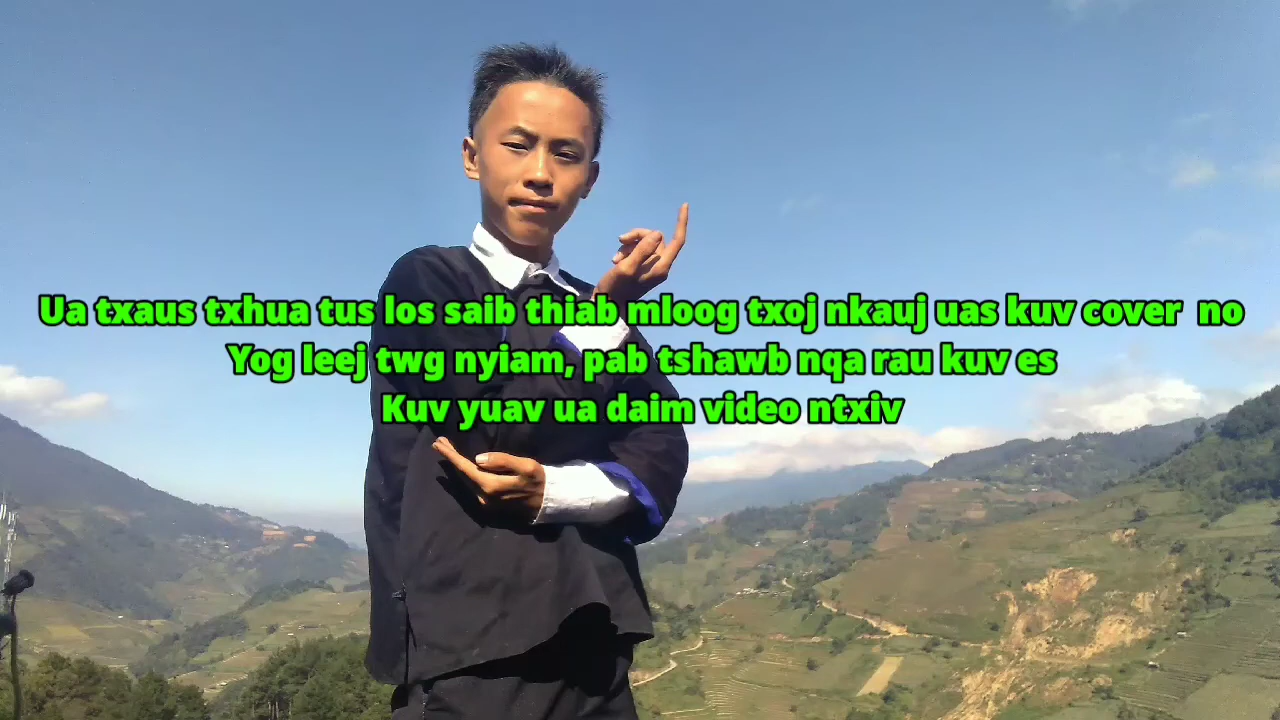 Ua txaus txhua tus los saib thiab mloog txoj nkauj uas kuv cover no
Yog leej twg nyiam, pab tshawb nqa rau kuv es
Kuv yuav ua daim video ntxiv